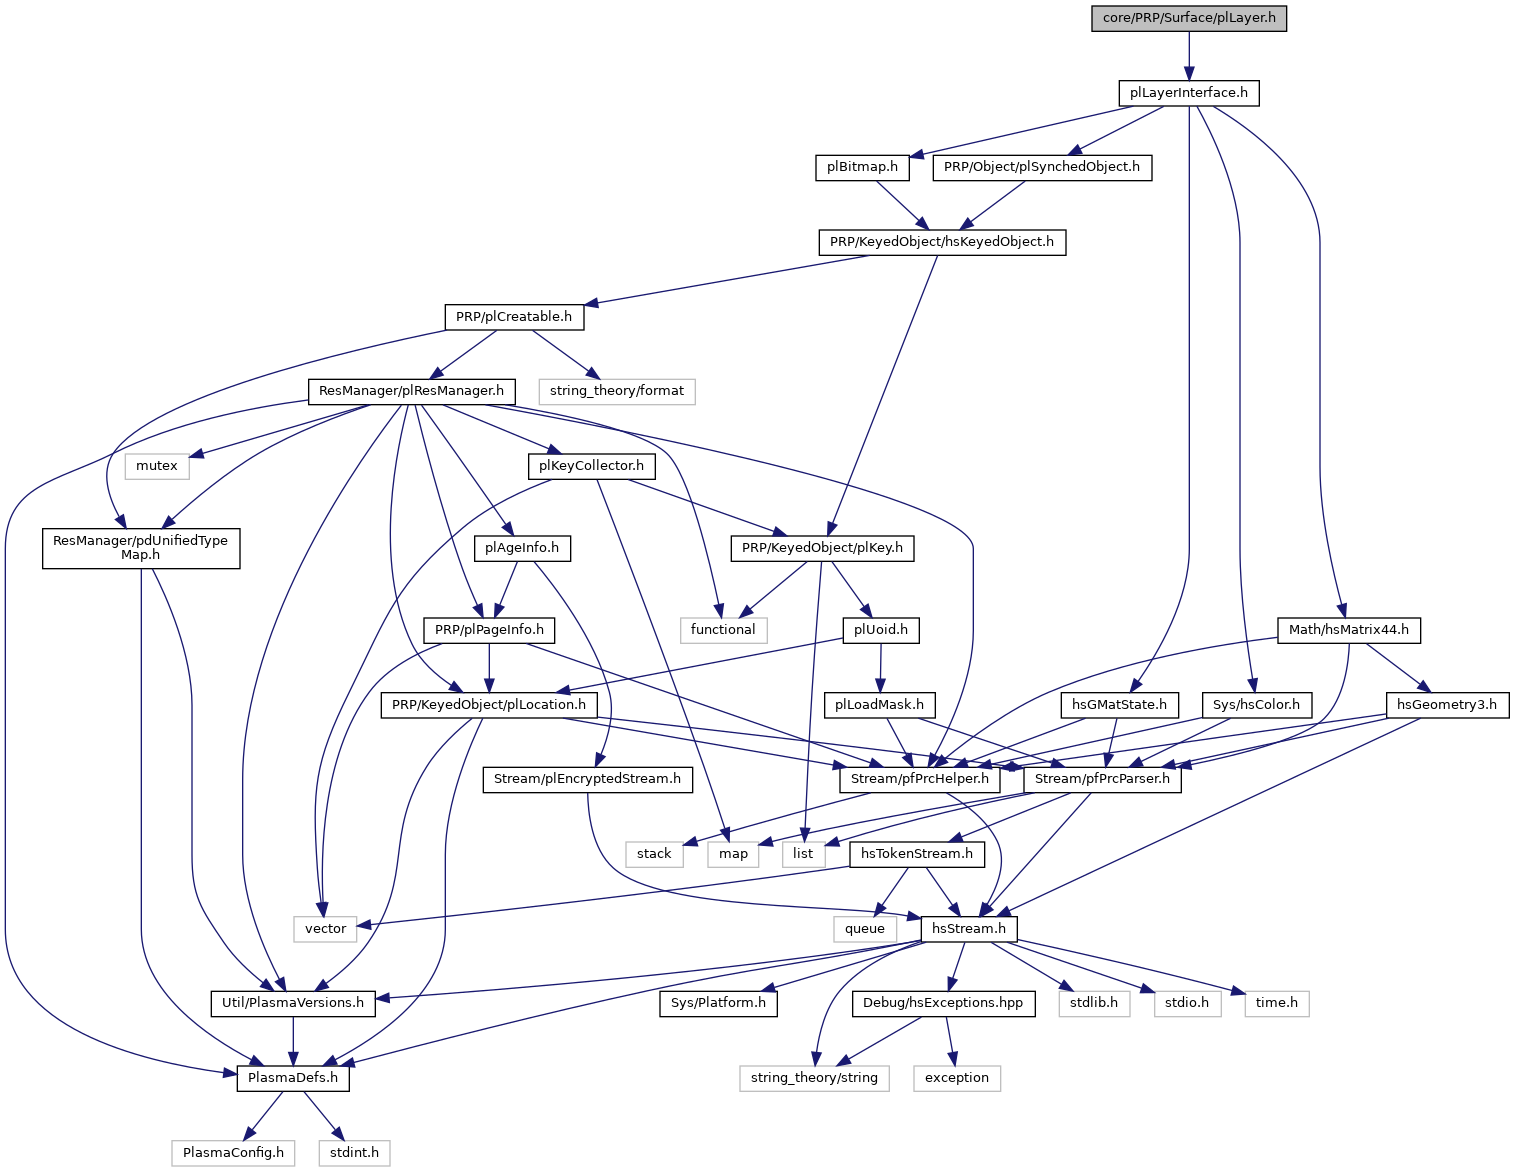 core/PRP/Surface/plLayer.h
plLayerInterface.h
plBitmap.h
PRP/Object/plSynchedObject.h
PRP/KeyedObject/hsKeyedObject.h
PRP/plCreatable.h
ResManager/plResManager.h
string_theory/format
mutex
plKeyCollector.h
ResManager/pdUnifiedType
Map.h
plAgeInfo.h
PRP/KeyedObject/plKey.h
PRP/plPageInfo.h
functional
plUoid.h
Math/hsMatrix44.h
PRP/KeyedObject/plLocation.h
plLoadMask.h
hsGMatState.h
Sys/hsColor.h
hsGeometry3.h
Stream/plEncryptedStream.h
Stream/pfPrcHelper.h
Stream/pfPrcParser.h
stack
map
list
hsTokenStream.h
vector
queue
hsStream.h
Util/PlasmaVersions.h
Sys/Platform.h
Debug/hsExceptions.hpp
stdlib.h
stdio.h
time.h
PlasmaDefs.h
string_theory/string
exception
PlasmaConfig.h
stdint.h